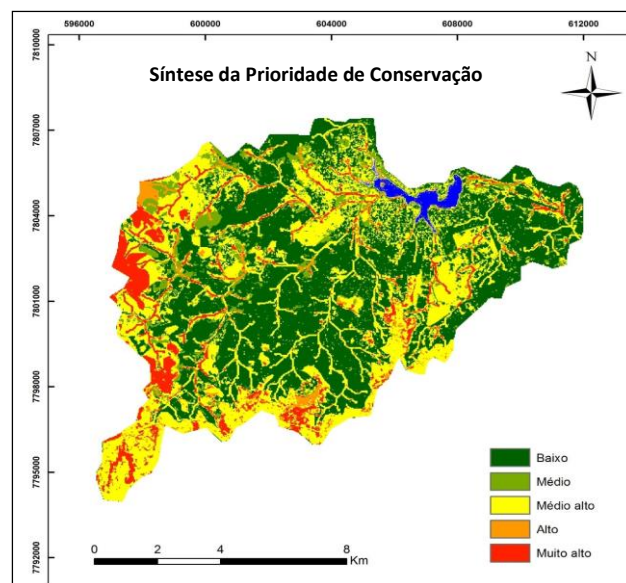 596000 600000 604000 608000 612000
Síntese da Prioridade de Conservação
N
7810000
7807000
7804000
7801000
7798000
7795000
7792000
Baixo
Médio
Médio alto
Alto
Muito alto
0 2 4 8
Km